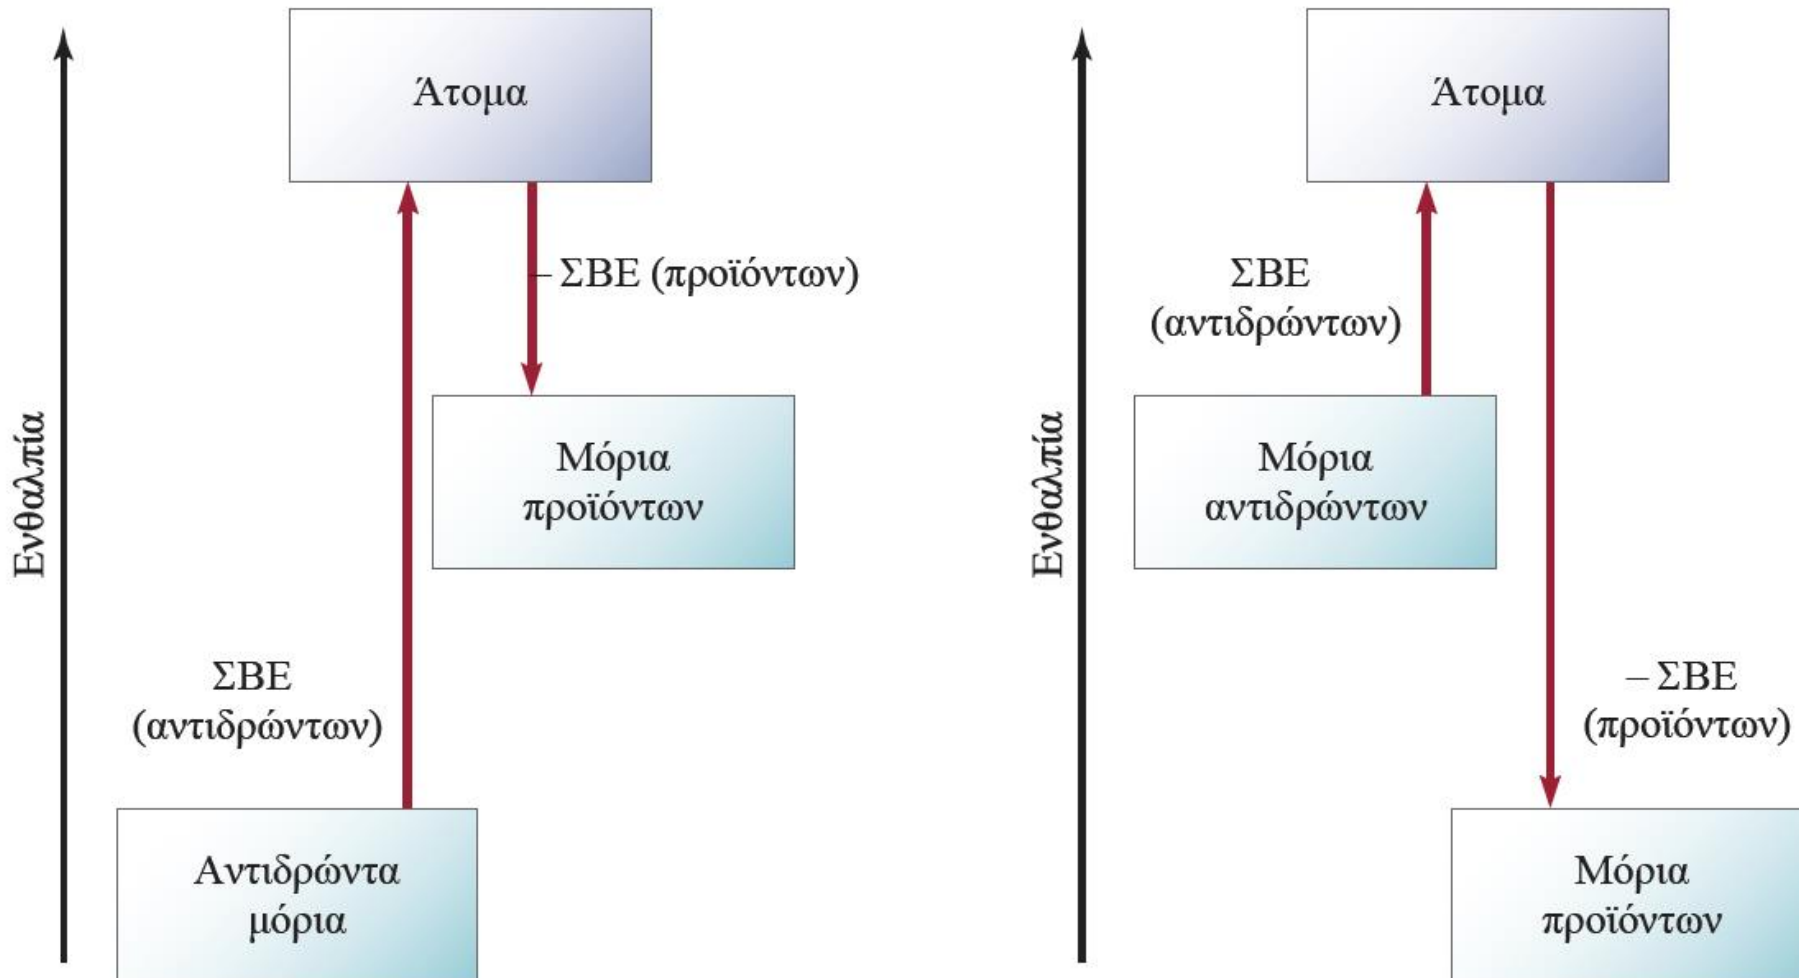 Άτομα
– ΣΒΕ (προϊόντων)
Μόρια
προϊόντων
Ενθαλπία
ΣΒΕ
(αντιδρώντων)
Αντιδρώντα
μόρια
Άτομα
ΣΒΕ
(αντιδρώντων)
Μόρια
αντιδρώντων
Ενθαλπία
– ΣΒΕ
(προϊόντων)
Μόρια
προϊόντων